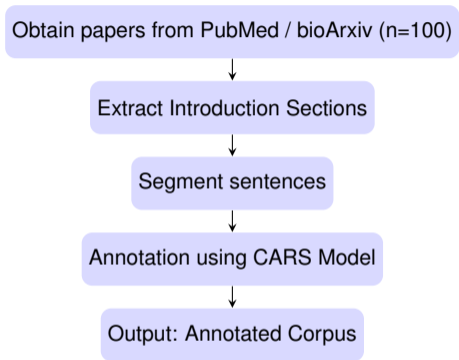 Obtain papers from PubMed / bioArxiv (n=100)
Extract Introduction Sections
Segment sentences
Annotation using CARS Model
Output: Annotated Corpus